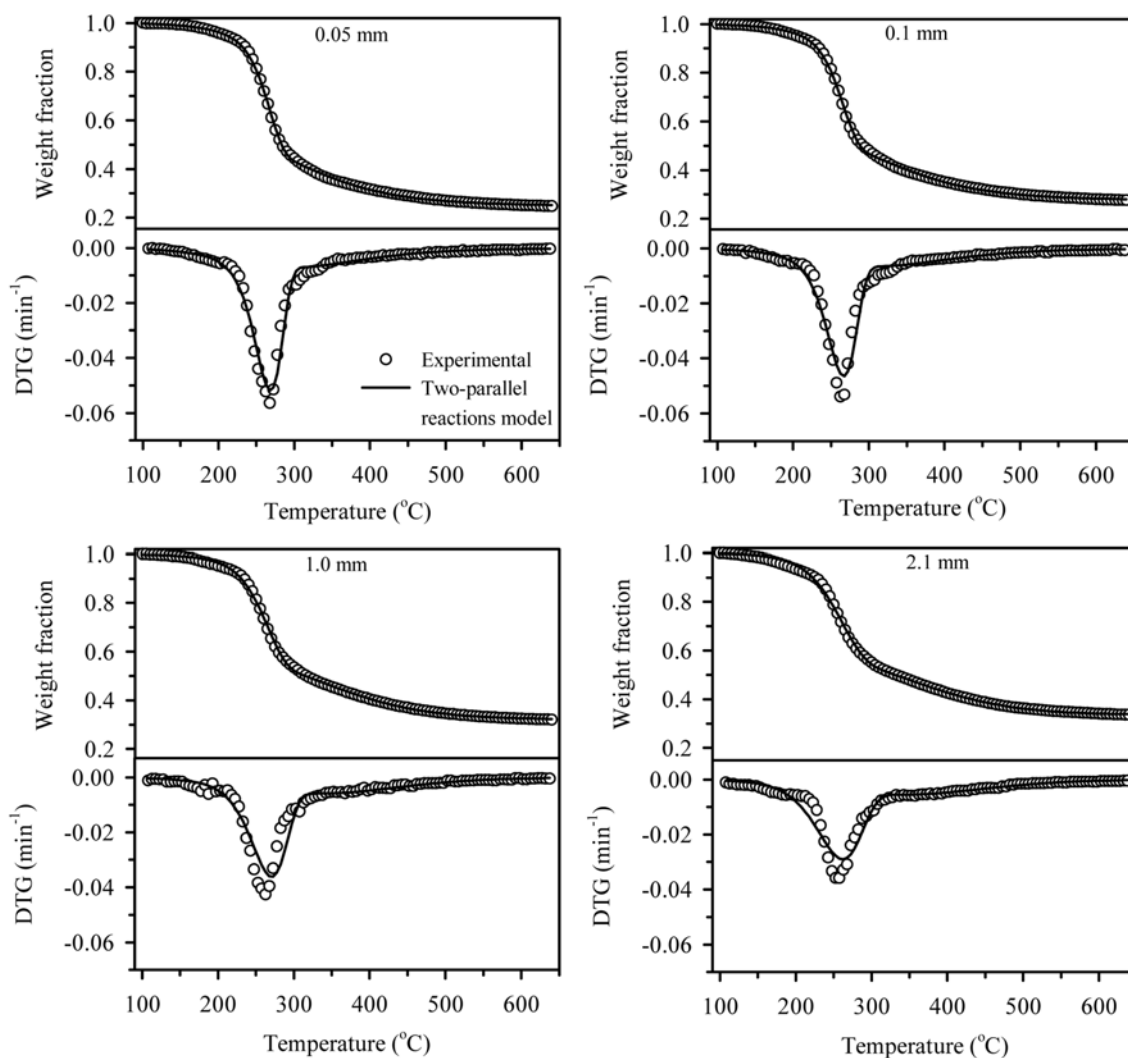 0.05 mm
1.0
0.8
0.6
0.4
0.2
Weight fraction
0.00
-0.02
-0.04
-0.06
DTG (min-1)
Experimental
Two-parallel
reactions model
100 200 300 400 500 600
Temperature (oC)
0.1 mm
1.0
0.8
0.6
0.4
0.2
Weight fraction
0.00
-0.02
-0.04
-0.06
DTG (min-1)
100 200 300 400 500 600
Temperature (oC)
1.0 mm
1.0
0.8
0.6
0.4
0.2
Weight fraction
0.00
-0.02
-0.04
-0.06
DTG (min-1)
100 200 300 400 500 600
Temperature (oC)
2.1 mm
1.0
0.8
0.6
0.4
0.2
Weight fraction
0.00
-0.02
-0.04
-0.06
DTG (min-1)
100 200 300 400 500 600
Temperature (oC)